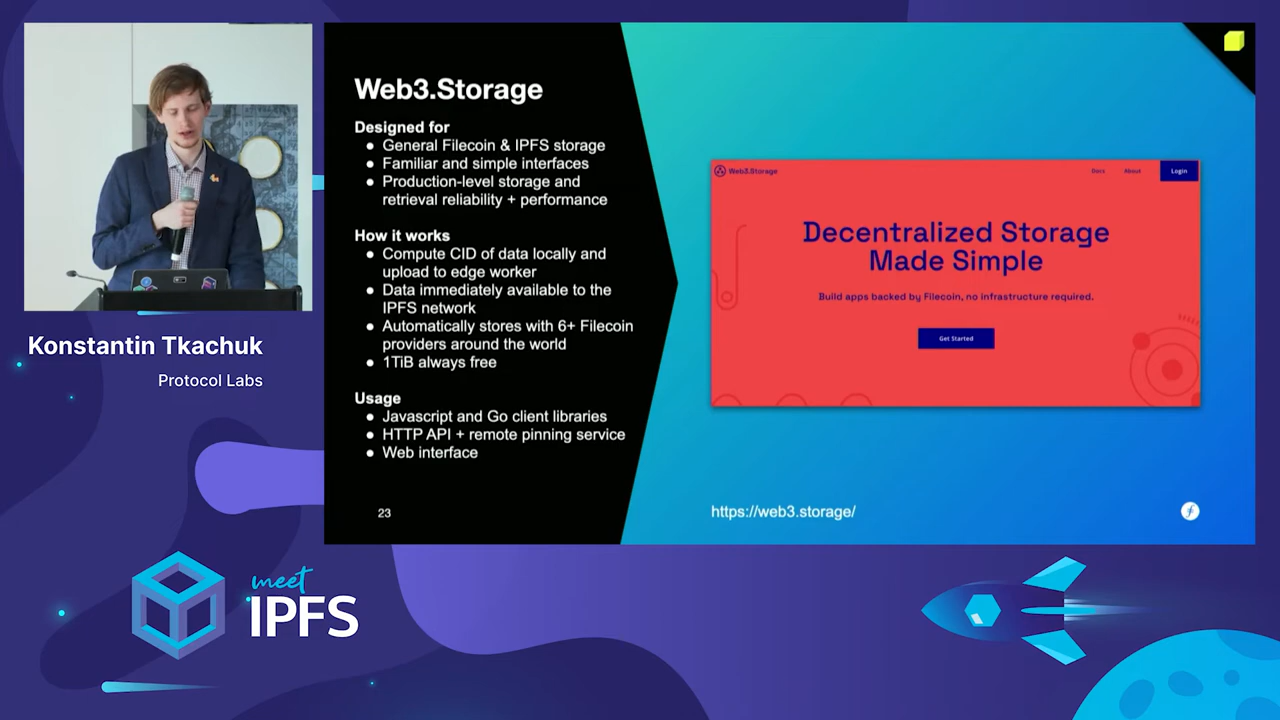 Web3.Storage
Designed for
● General Filecoin & IPFS storage
● Familiar and simple interfaces
● Production-level storage and
retrieval reliability + performance
How it works
● Compute CID of data locally and
upload to edge worker
● Data immediately available to the
IPFS network
● Automatically stores with 6+ Filecoin
providers around the world
● 1TiB always free
Usage
● Javascript and Go client libraries
● HTTP API + remote pinning service
● Web interface
23
Web3.Storage
Docs
About
Login
Decentralized Storage
Made Simple
Build apps backed by Filecoin, no infrastructure required.
Get Started
https://web3.storage/
Konstantin Tkachuk
Protocol Labs
meet
IPFS